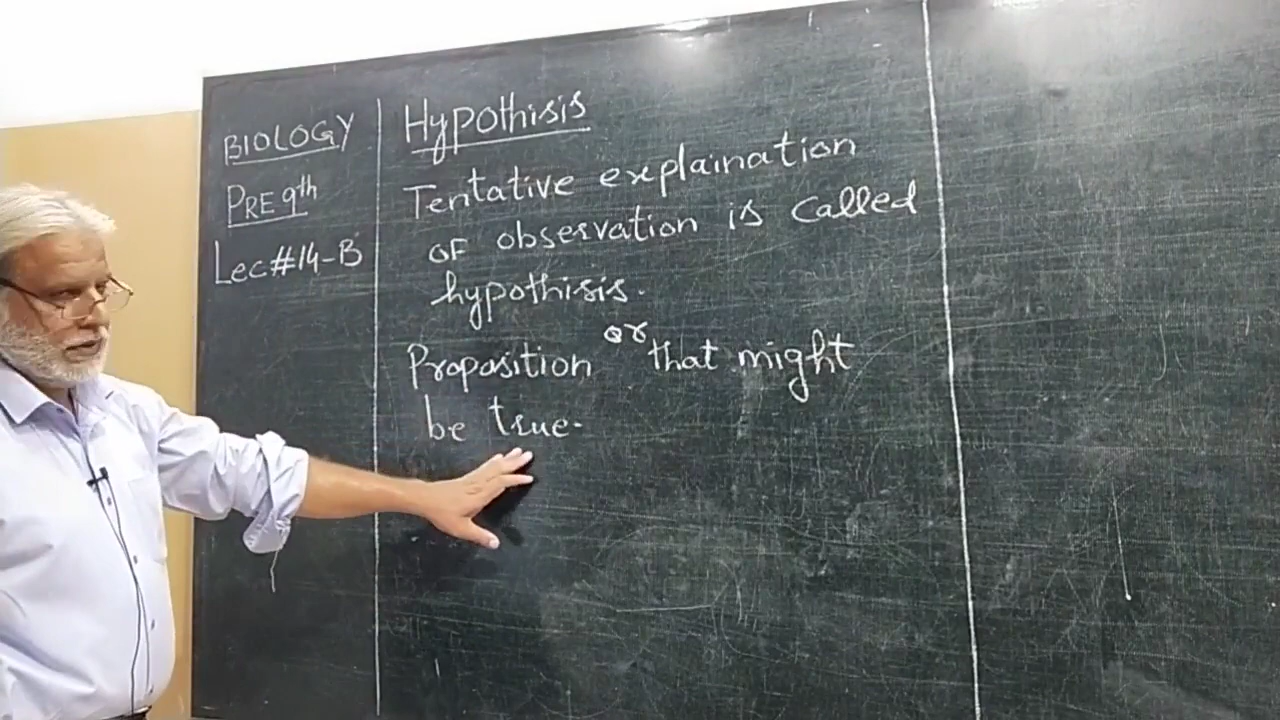 BIOLOGY
PRE 9th
Lec#14-B
Hypothisis
Tentative explaination
of observation is called
hypothisis.
or
Proposition that might
be true.